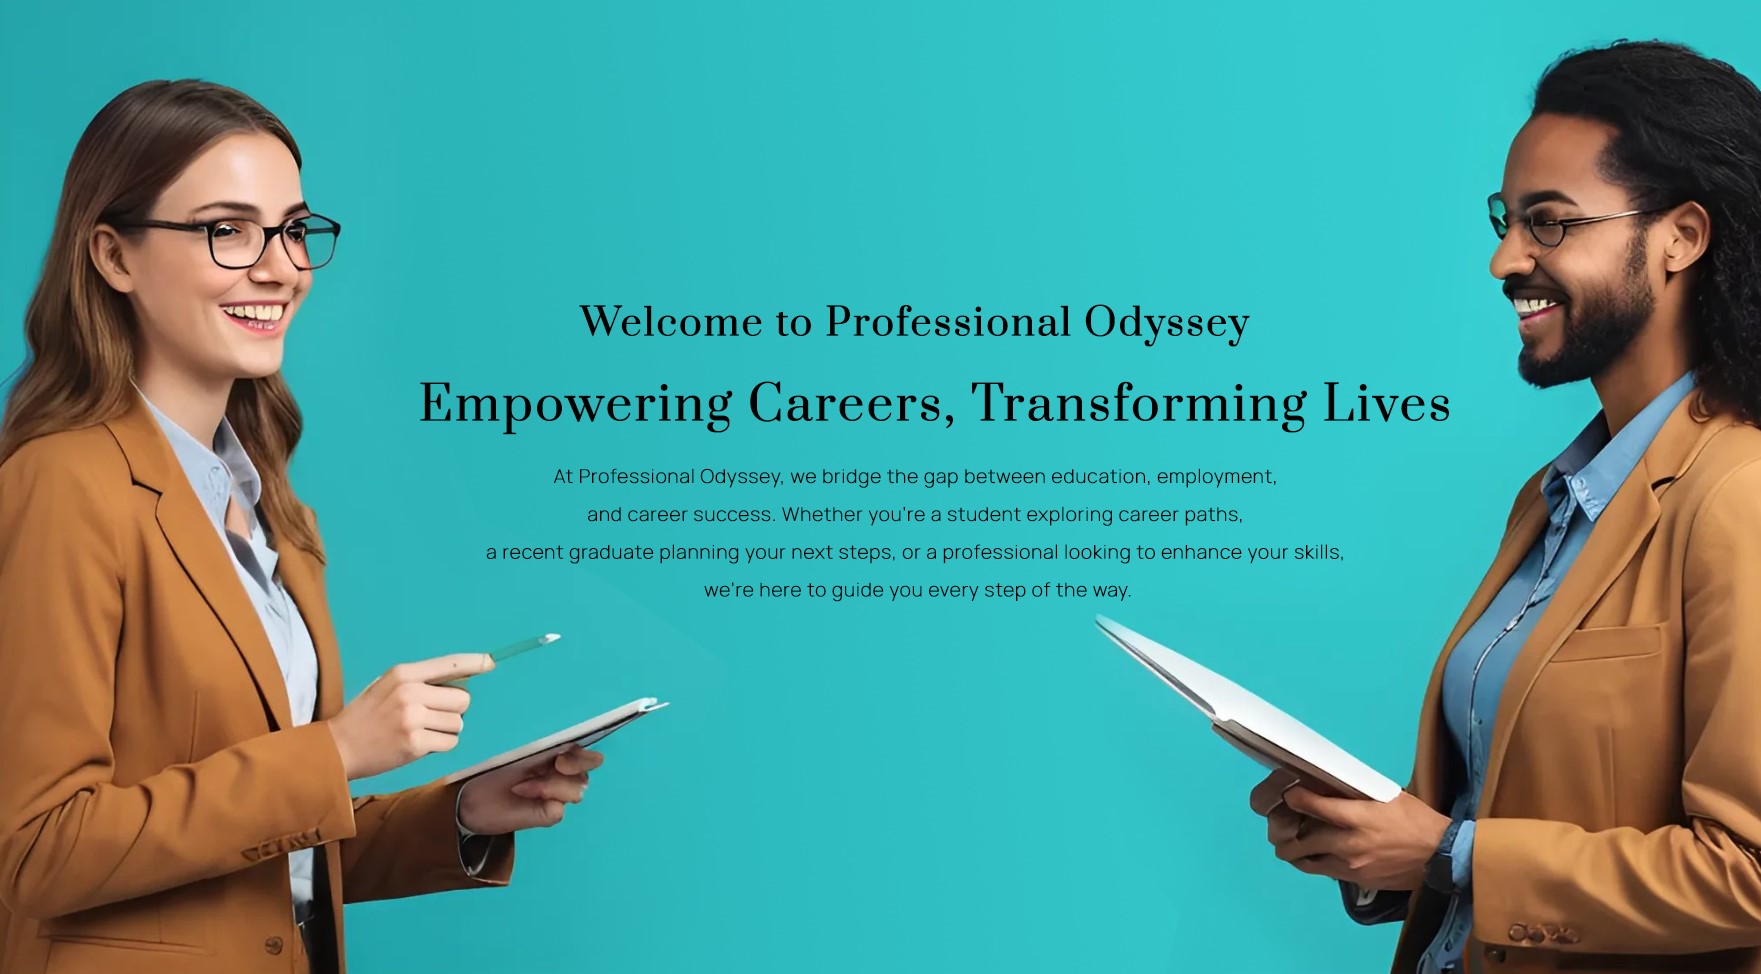 Welcome to Professional Odyssey
Empowering Careers, Transforming Lives
At Professional Odyssey, we bridge the gap between education, employment,
and career success. Whether you're a student exploring career paths,
a recent graduate planning your next steps, or a professional looking to enhance your skills,
we're here to guide you every step of the way.